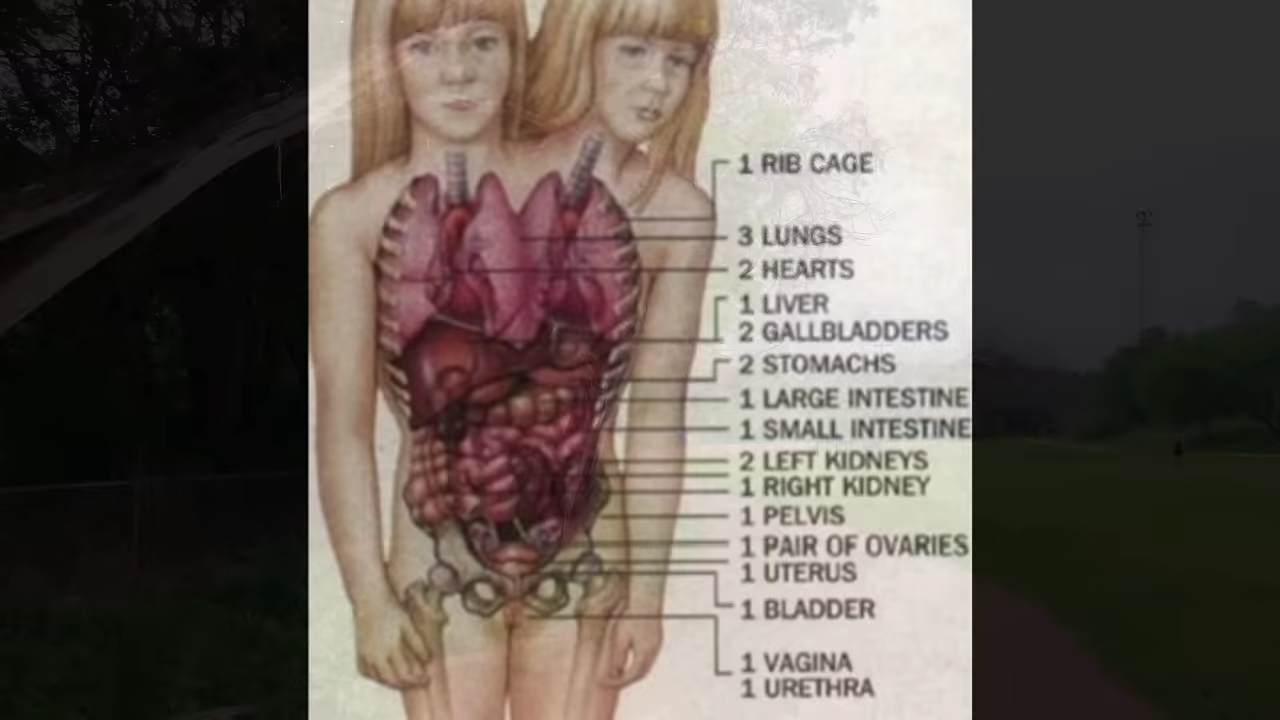 1 RIB CAGE
3 LUNGS
2 HEARTS
1 LIVER
2 GALLBLADDERS
2 STOMACHS
1 LARGE INTESTINE
1 SMALL INTESTINE
2 LEFT KIDNEYS
1 RIGHT KIDNEY
1 PELVIS
1 PAIR OF OVARIES
1 UTERUS
1 BLADDER
1 VAGINA
1 URETHRA